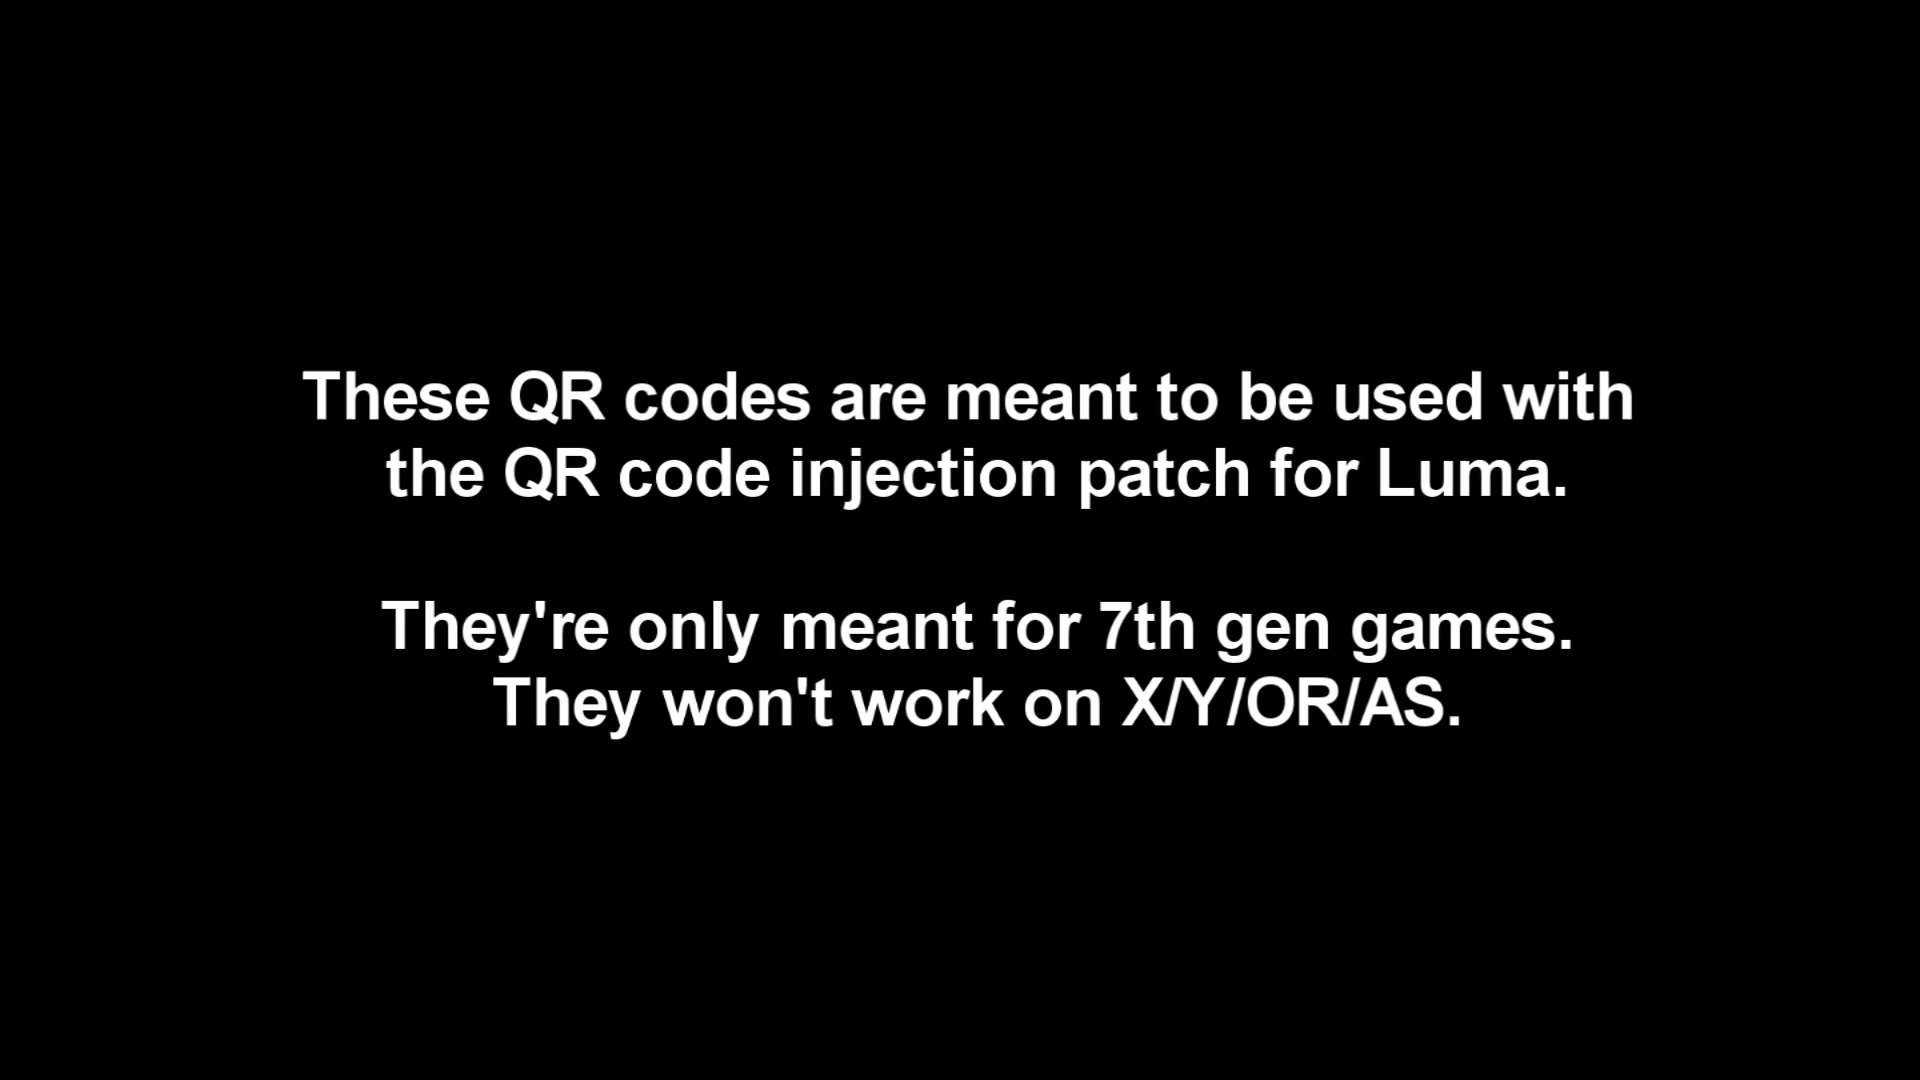 These QR codes are meant to be used with
the QR code injection patch for Luma.
They're only meant for 7th gen games.
They won't work on X/Y/OR/AS.